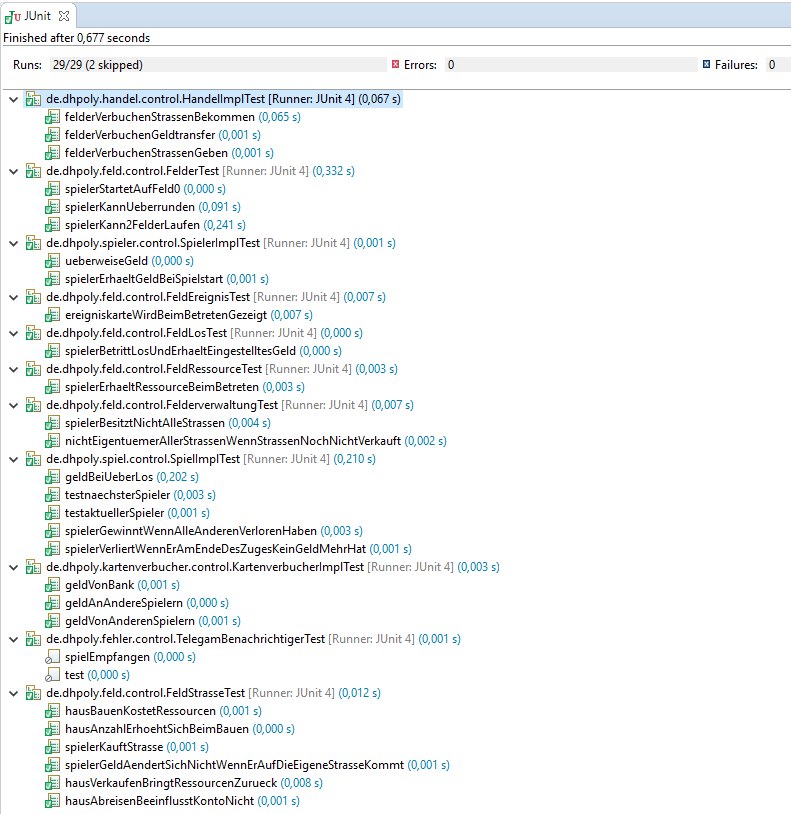 JUnit
Finished after 0,677 seconds
Runs: 29/29 (2 skipped) Errors: 0 Failures: 0
de.dhpoly.handel.control.HandelImplTest [Runner: JUnit 4] (0,067 s)
felderVerbuchenStrassenBekommen (0,065 s)
felderVerbuchenGeldtransfer (0,001 s)
felderVerbuchenStrassenGeben (0,001 s)
de.dhpoly.feld.control.FelderTest [Runner: JUnit 4] (0,332 s)
spielerStartetAufFeld0 (0,000 s)
spielerKannUeberrunden (0,091 s)
spielerKann2FelderLaufen (0,241 s)
de.dhpoly.spieler.control.SpielerImplTest [Runner: JUnit 4] (0,001 s)
ueberweiseGeld (0,000 s)
spielerErhaeltGeldBeiSpielstart (0,001 s)
de.dhpoly.feld.control.FeldEreignisTest [Runner: JUnit 4] (0,007 s)
ereigniskarteWirdBeimBetretenGezeigt (0,007 s)
de.dhpoly.feld.control.FeldLosTest [Runner: JUnit 4] (0,000 s)
spielerBetrittLosUndErhaeltEingestelltesGeld (0,000 s)
de.dhpoly.feld.control.FeldRessourceTest [Runner: JUnit 4] (0,003 s)
spielerErhaeltRessourceBeimBetreten (0,003 s)
de.dhpoly.feld.control.FelderverwaltungTest [Runner: JUnit 4] (0,007 s)
spielerBesitztNichtAlleStrassen (0,004 s)
nichtEigentuemerAllerStrassenWennStrassenNochNichtVerkauft (0,002 s)
de.dhpoly.spiel.control.SpielImplTest [Runner: JUnit 4] (0,210 s)
geldBeiUeberLos (0,202 s)
testnaechsterSpieler (0,003 s)
testaktuellerSpieler (0,001 s)
spielerGewinntWennAlleAnderenVerlorenHaben (0,003 s)
spielerVerliertWennErAmEndeDesZugesKeinGeldMehrHat (0,001 s)
de.dhpoly.kartenverbucher.control.KartenverbucherImplTest [Runner: JUnit 4] (0,003 s)
geldVonBank (0,001 s)
geldAnAndereSpielern (0,000 s)
geldVonAnderenSpielern (0,001 s)
de.dhpoly.fehler.control.TelegamBenachrichtigerTest [Runner: JUnit 4] (0,001 s)
spielEmpfangen (0,000 s)
test (0,000 s)
de.dhpoly.feld.control.FeldStrasseTest [Runner: JUnit 4] (0,012 s)
hausBauenKostetRessourcen (0,001 s)
hausAnzahlErhoehtSichBeimBauen (0,000 s)
spielerKauftStrasse (0,001 s)
spielerGeldAendertSichNichtWennErAufDieEigeneStrasseKommt (0,001 s)
hausVerkaufenBringtRessourcenZurueck (0,008 s)
hausAbreisenBeeinflusstKontoNicht (0,001 s)